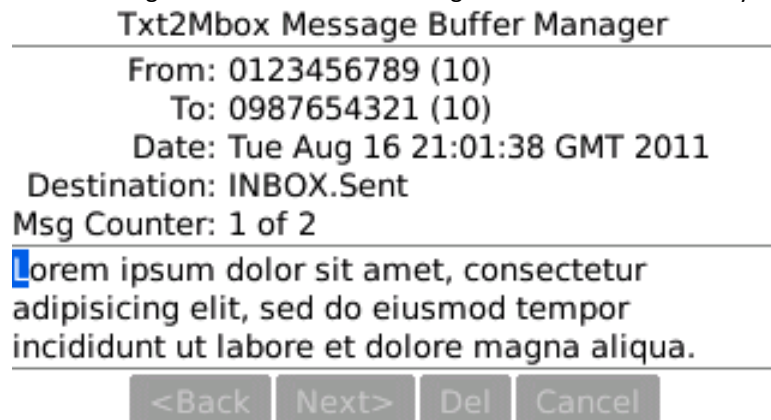 Txt2Mbox Message Buffer Manager
From: 0123456789 (10)
To: 0987654321 (10)
Date: Tue Aug 16 21:01:38 GMT 2011
Destination: INBOX.Sent
Msg Counter: 1 of 2
Lorem ipsum dolor sit amet, consectetur
adipisicing elit, sed do eiusmod tempor
incididunt ut labore et dolore magna aliqua.
<Back Next> Del Cancel